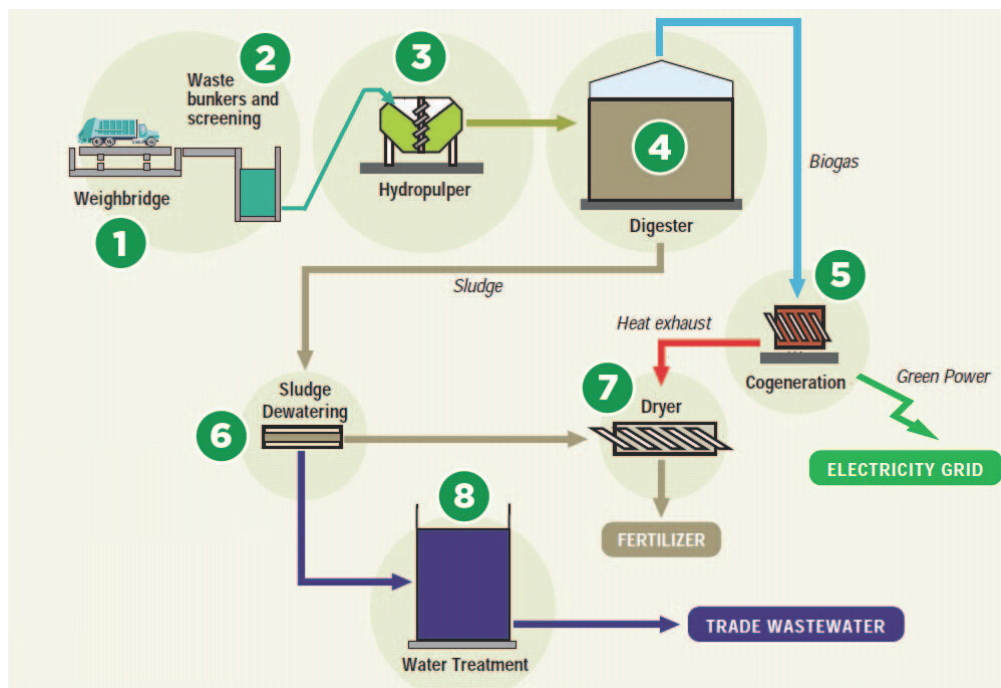 2
Waste
bunkers and
screening
Weighbridge
1
3
Hydropulper
4
Digester
Biogas
Sludge
5
Heat exhaust
Cogeneration
Green Power
ELECTRICITY GRID
Sludge
Dewatering
6
7
Dryer
FERTILIZER
8
Water Treatment
TRADE WASTEWATER